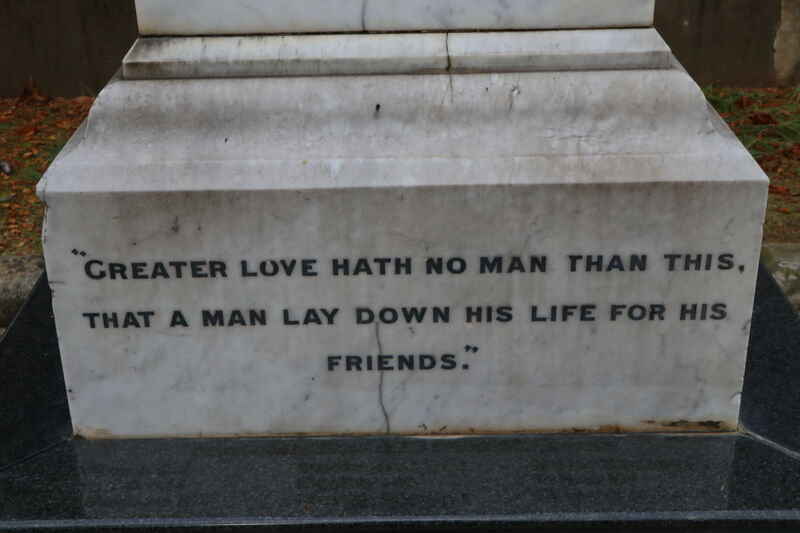 "GREATER LOVE HATH NO MAN THAN THIS,
THAT A MAN LAY DOWN HIS LIFE FOR HIS
FRIENDS."